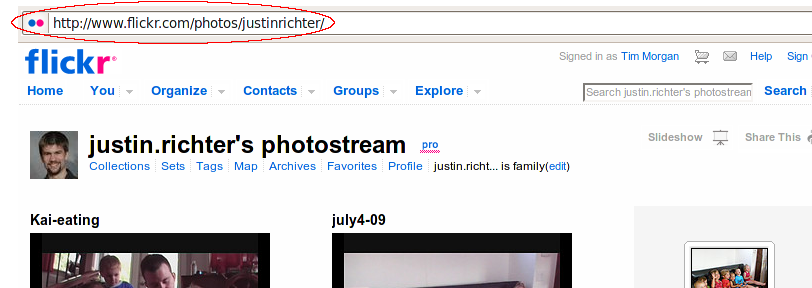 http://www.flickr.com/photos/justinrichter/
flickr®
Signed in as Tim Morgan Help Sign
Home You Organize Contacts Groups Explore Search justin.richter's photostream Search
justin.richter's photostream pro
Slideshow Share This
Collections Sets Tags Map Archives Favorites Profile justin.richt... is family(edit)
Kai-eating july4-09